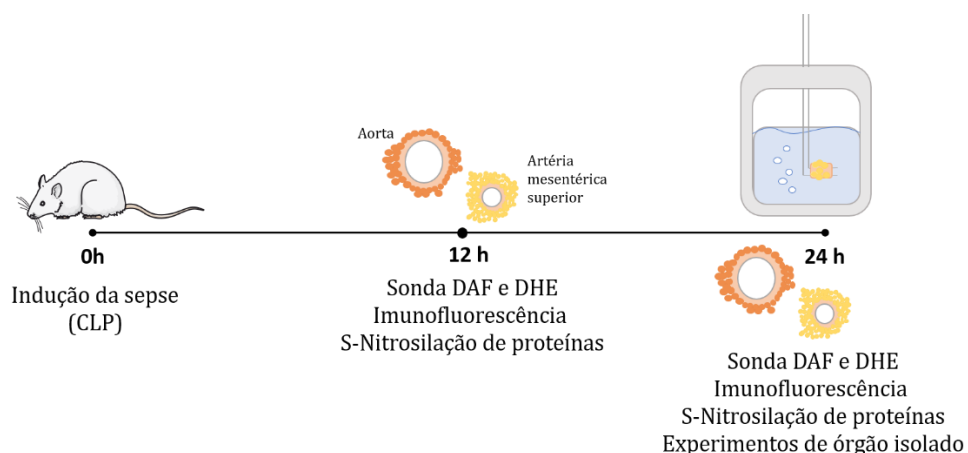 Aorta
Artéria
mesentérica
superior
0h
12 h
24 h
Indução da sepse
(CLP)
Sonda DAF e DHE
Imunofluorescência
S-Nitrosilação de proteínas
Sonda DAF e DHE
Imunofluorescência
S-Nitrosilação de proteínas
Experimentos de órgão isolado